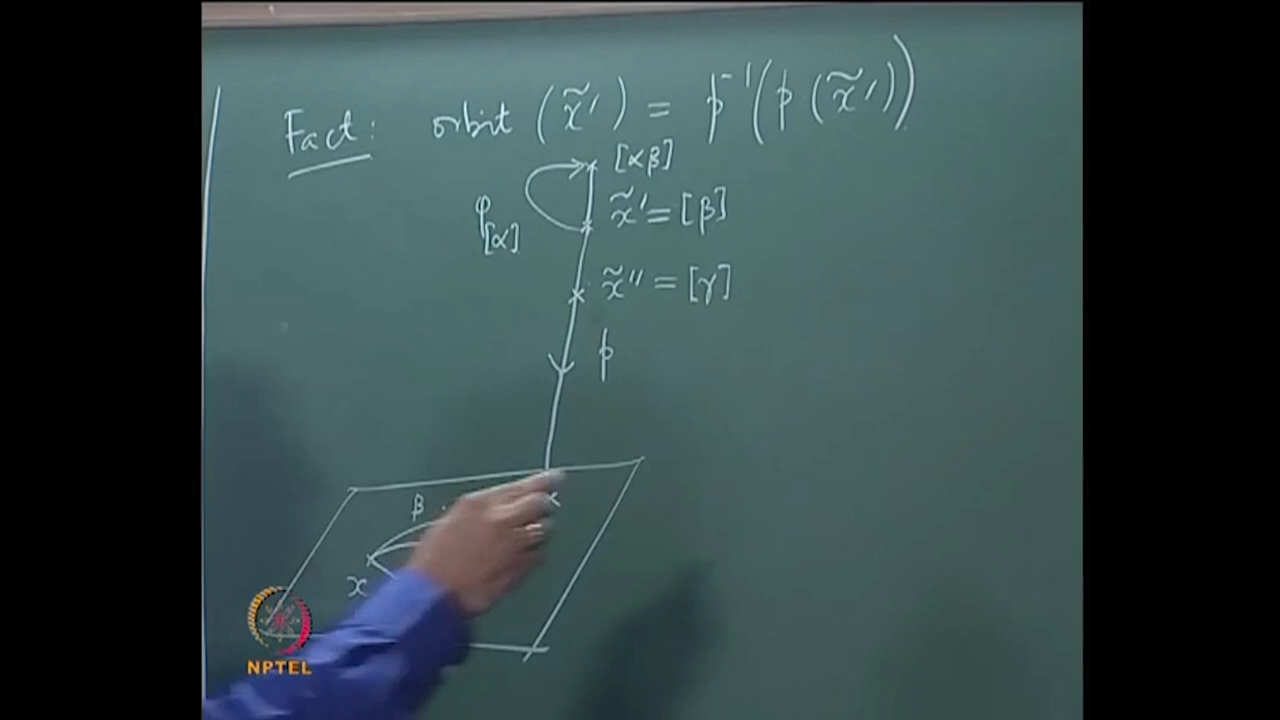 Fact: orbit (x̃′) = p⁻¹(p(x̃′))
[αβ]
φ[α]
x̃′ = [β]
x̃″ = [γ]
p
β
x
NPTEL